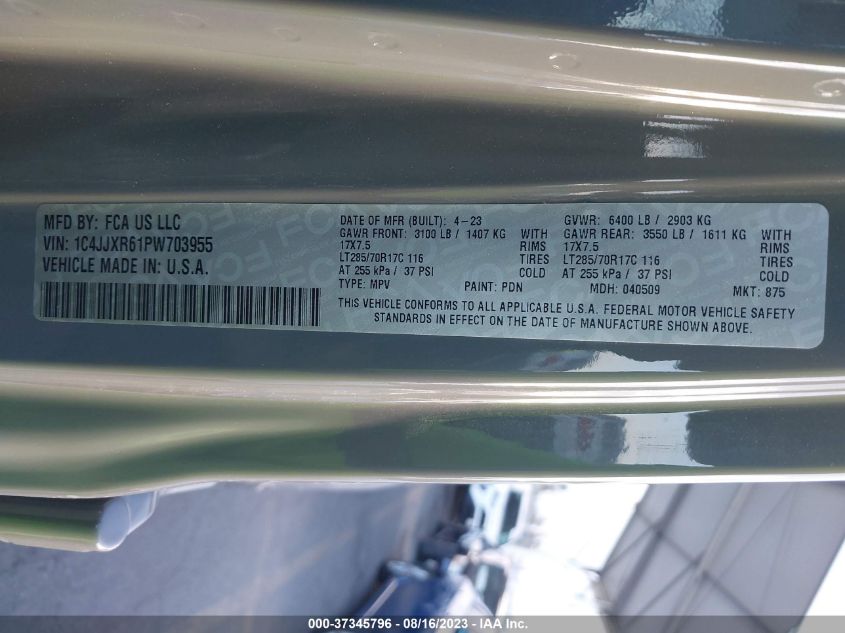 MFD BY: FCA US LLC
VIN: 1C4JJXR61PW703955
VEHICLE MADE IN: U.S.A.
DATE OF MFR (BUILT): 4-23 GVWR: 6400 LB / 2903 KG
GAWR FRONT: 3100 LB / 1407 KG WITH GAWR REAR: 3550 LB / 1611 KG WITH
17X7.5 RIMS 17X7.5 RIMS
LT285/70R17C 116 TIRES LT285/70R17C 116 TIRES
AT 255 kPa / 37 PSI COLD AT 255 kPa / 37 PSI COLD
TYPE: MPV PAINT: PDN MDH: 040509 MKT: 875
THIS VEHICLE CONFORMS TO ALL APPLICABLE U.S.A. FEDERAL MOTOR VEHICLE SAFETY
STANDARDS IN EFFECT ON THE DATE OF MANUFACTURE SHOWN ABOVE.
000-37345796 - 08/16/2023 - IAA Inc.